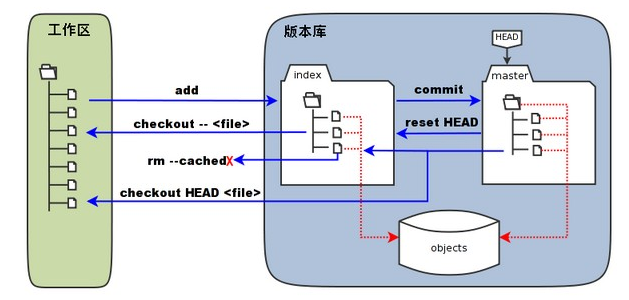 工作区
版本库
HEAD
index
master
add
commit
checkout -- <file>
reset HEAD
rm --cached
X
checkout HEAD <file>
objects